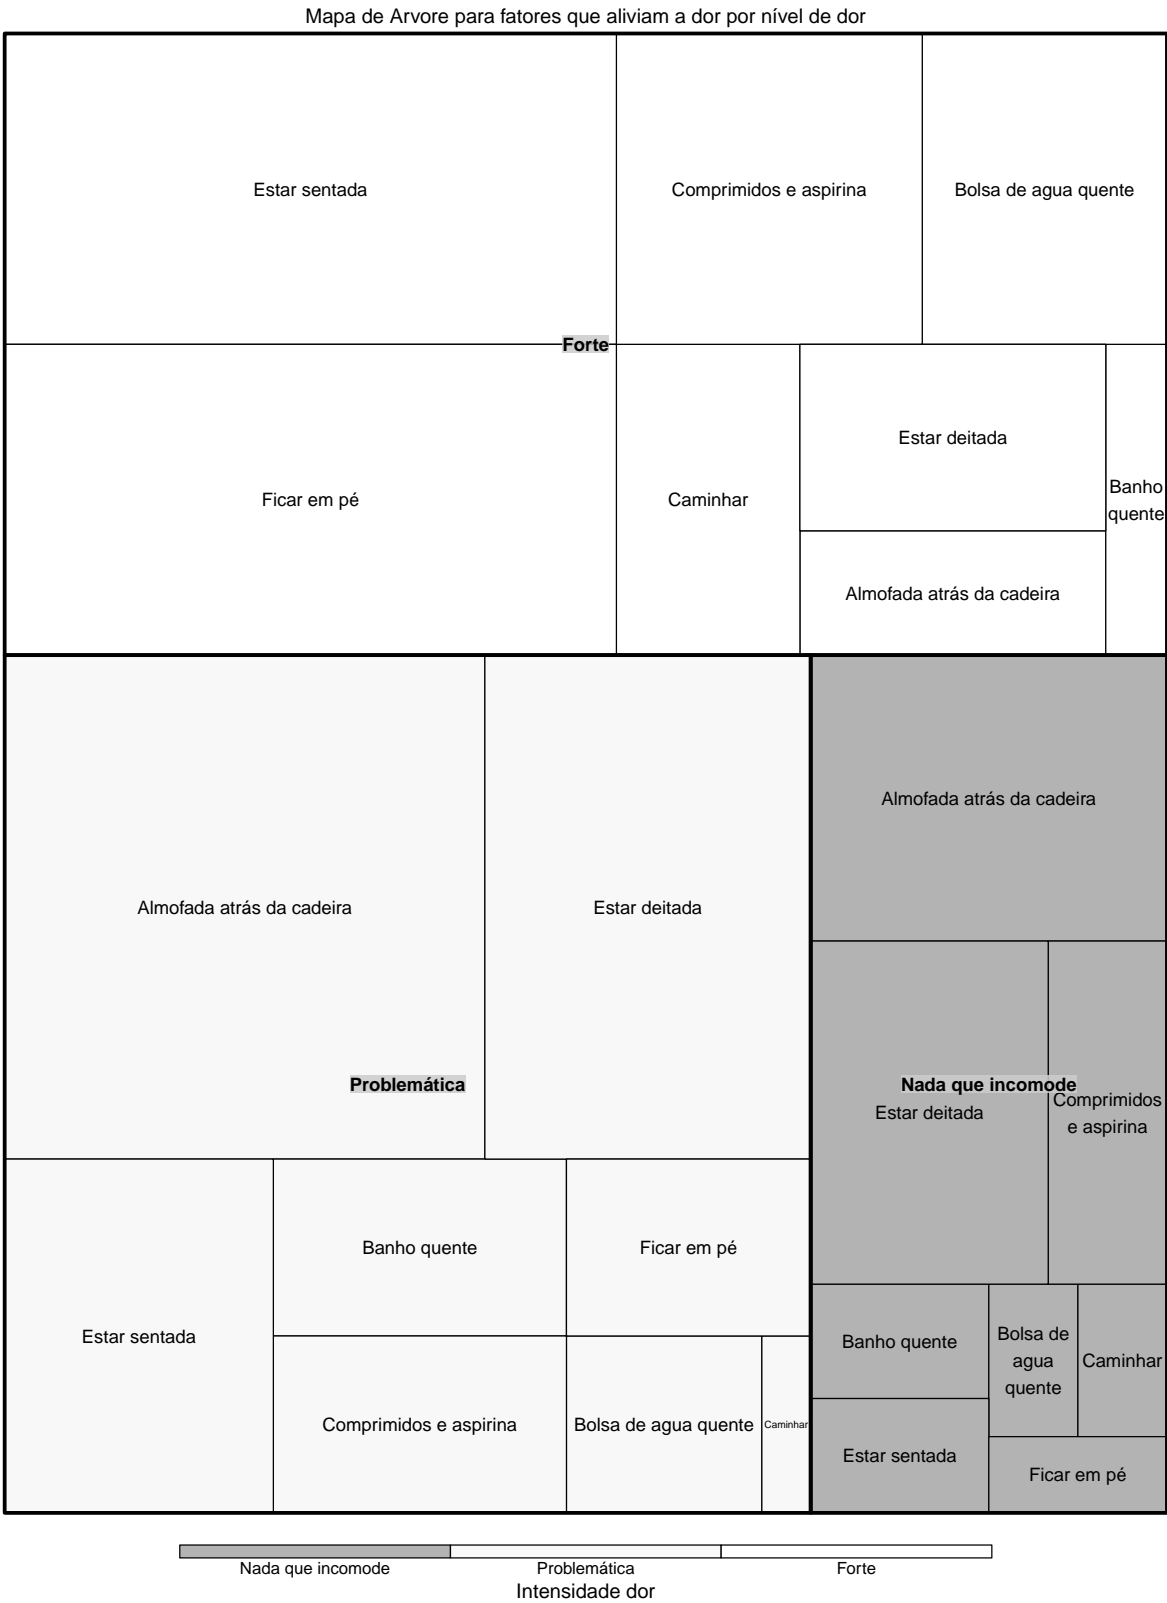 Mapa de Arvore para fatores que aliviam a dor por nível de dor
Estar sentada
Comprimidos e aspirina
Bolsa de agua quente
Forte
Ficar em pé
Caminhar
Estar deitada
Almofada atrás da cadeira
Banho
quente
Almofada atrás da cadeira
Estar deitada
Problemática
Estar sentada
Banho quente
Ficar em pé
Comprimidos e aspirina
Bolsa de agua quente
Caminhar
Almofada atrás da cadeira
Nada que incomode
Estar deitada
Comprimidos
e aspirina
Banho quente
Bolsa de
agua
quente
Caminhar
Estar sentada
Ficar em pé
Nada que incomode
Problemática
Forte
Intensidade dor